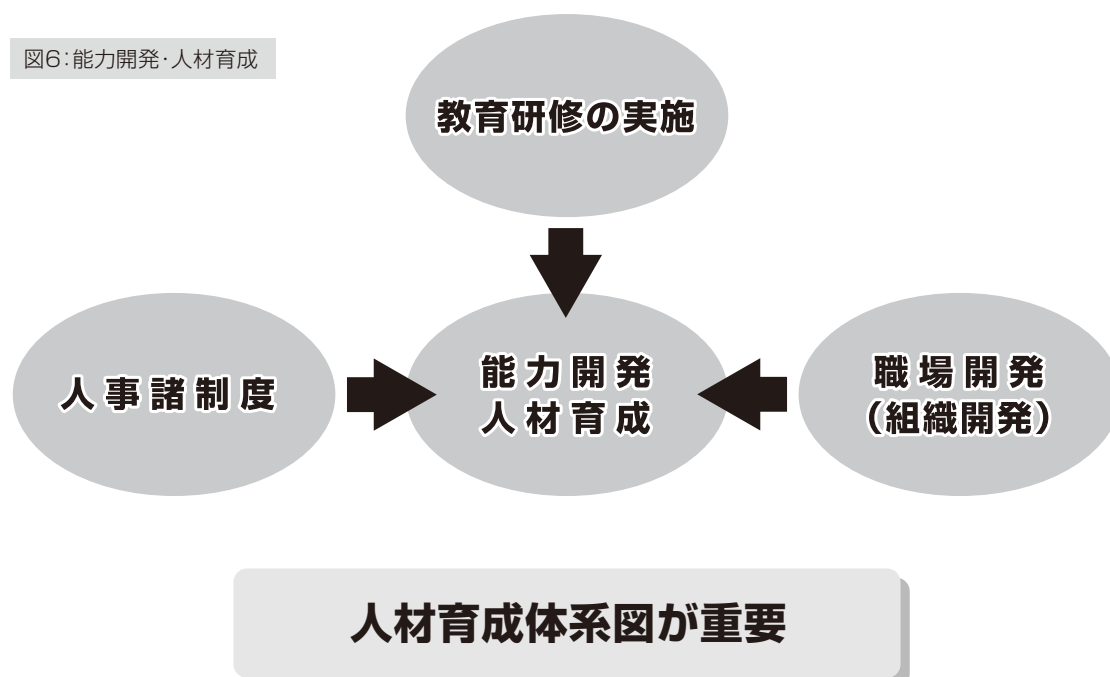 図6：能力開発・人材育成
教育研修の実施
人事諸制度
能力開発
人材育成
職場開発
（組織開発）
人材育成体系図が重要